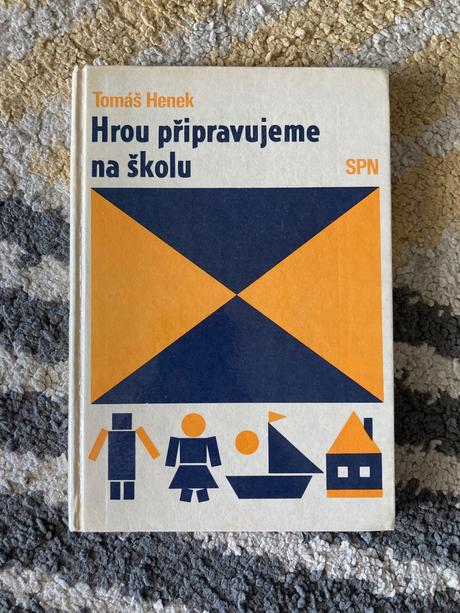 Tomáš Henek
Hrou připravujeme
na školu
SPN